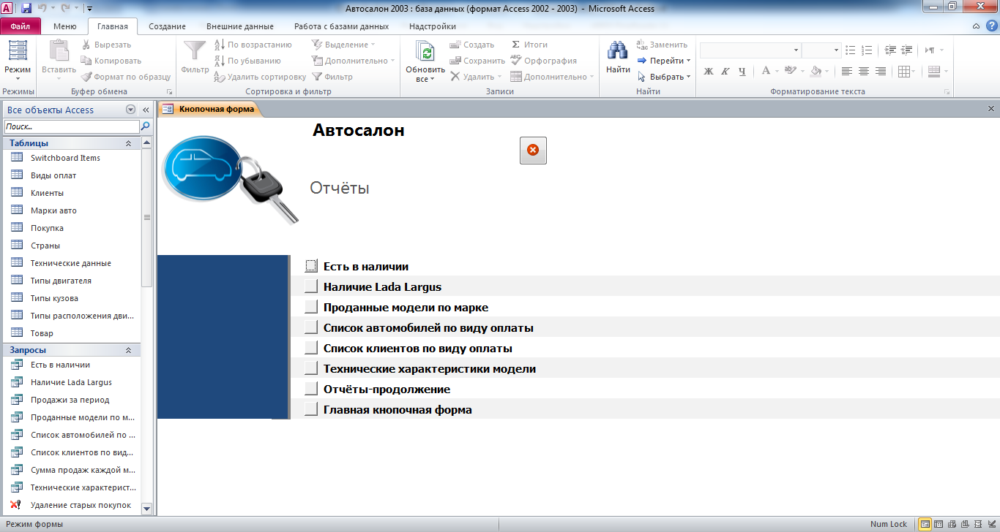 Автосалон 2003 : база данных (формат Access 2002 - 2003) - Microsoft Access
Файл Меню Главная Создание Внешние данные Работа с базами данных Надстройки
Режим
Режимы
Вставить
Вырезать
Копировать
Формат по образцу
Буфер обмена
Фильтр
По возрастанию
По убыванию
Удалить сортировку
Выделение
Дополнительно
Фильтр
Сортировка и фильтр
Обновить все
Создать
Сохранить
Удалить
Итоги
Орфография
Дополнительно
Записи
Найти
Заменить
Перейти
Выбрать
Найти
Ж К Ч
А
Форматирование текста
Все объекты Access
Поиск...
Таблицы
Switchboard Items
Виды оплат
Клиенты
Марки авто
Покупка
Страны
Технические данные
Типы двигателя
Типы кузова
Типы расположения дви...
Товар
Запросы
Есть в наличии
Наличие Lada Largus
Продажи за период
Проданные модели по м...
Список автомобилей по ...
Список клиентов по вид...
Сумма продаж каждой м...
Технические характерист...
Удаление старых покупок
Кнопочная форма
Автосалон
Отчёты
Есть в наличии
Наличие Lada Largus
Проданные модели по марке
Список автомобилей по виду оплаты
Список клиентов по виду оплаты
Технические характеристики модели
Отчёты-продолжение
Главная кнопочная форма
Режим формы
Num Lock